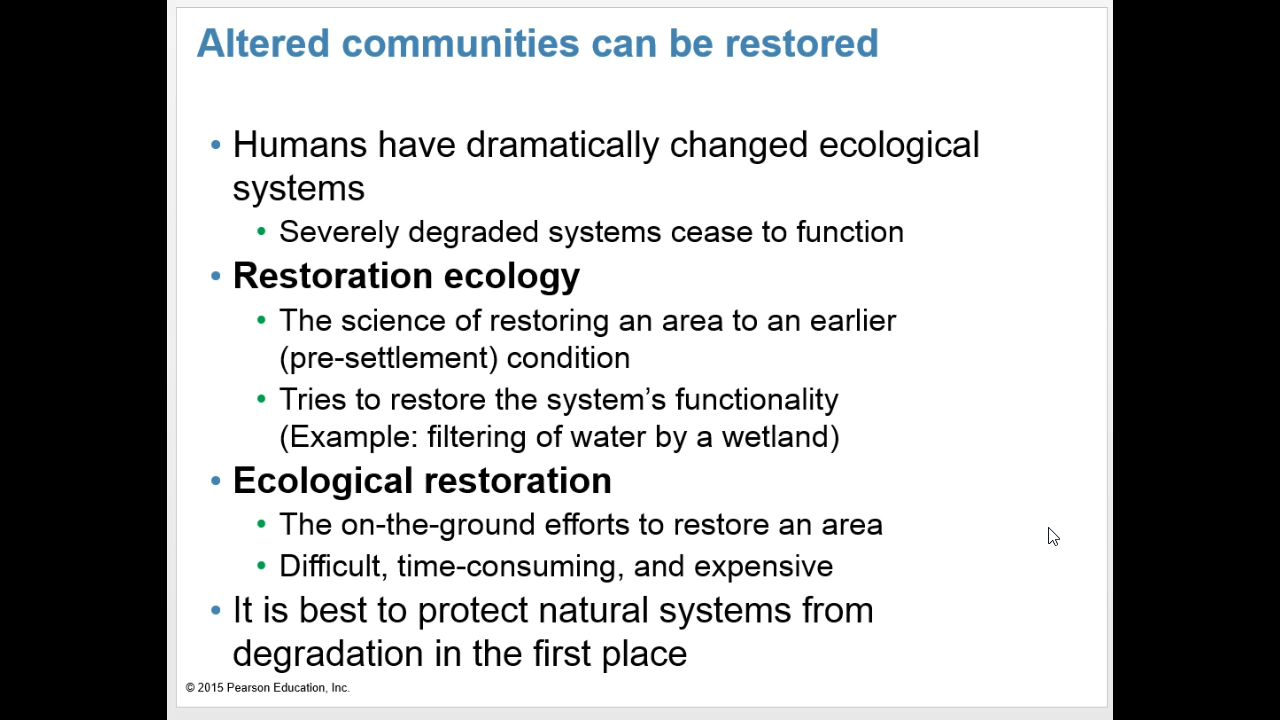 Altered communities can be restored
• Humans have dramatically changed ecological
systems
• Severely degraded systems cease to function
• Restoration ecology
• The science of restoring an area to an earlier
(pre-settlement) condition
• Tries to restore the system’s functionality
(Example: filtering of water by a wetland)
• Ecological restoration
• The on-the-ground efforts to restore an area
• Difficult, time-consuming, and expensive
• It is best to protect natural systems from
degradation in the first place
© 2015 Pearson Education, Inc.